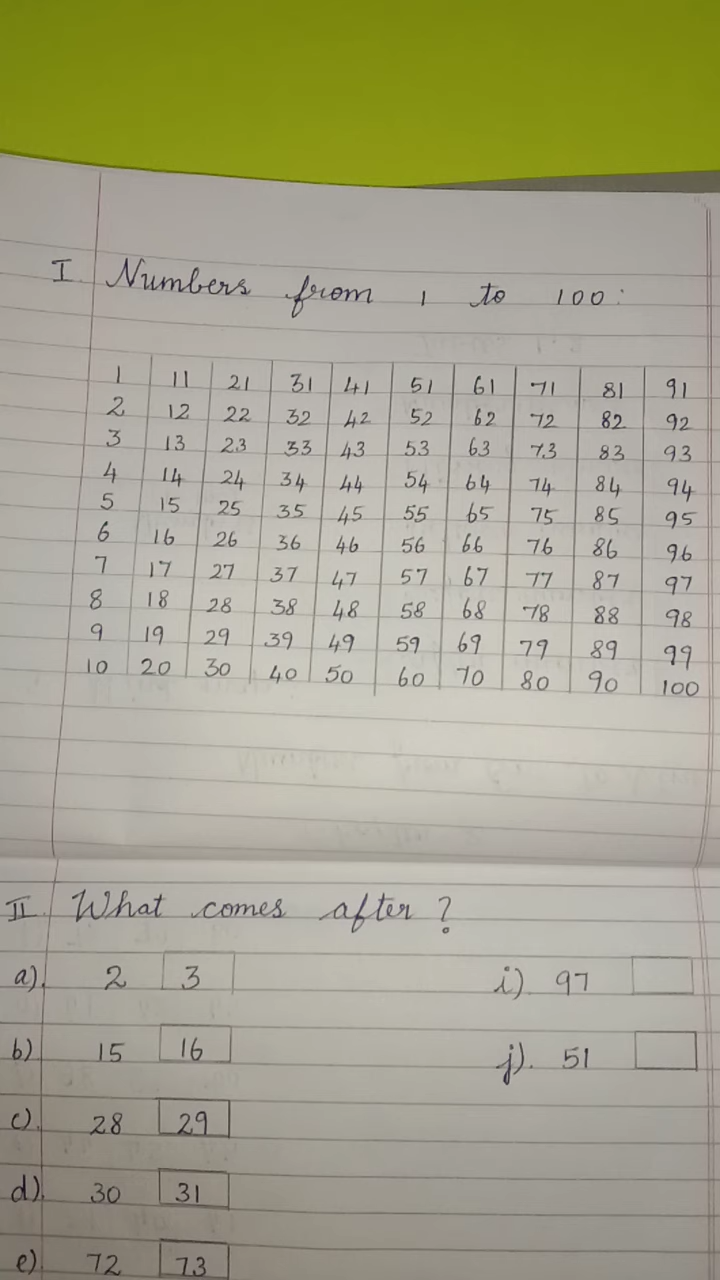 I. Numbers from 1 to 100:
1 11 21 31 41 51 61 71 81 91
2 12 22 32 42 52 62 72 82 92
3 13 23 33 43 53 63 73 83 93
4 14 24 34 44 54 64 74 84 94
5 15 25 35 45 55 65 75 85 95
6 16 26 36 46 56 66 76 86 96
7 17 27 37 47 57 67 77 87 97
8 18 28 38 48 58 68 78 88 98
9 19 29 39 49 59 69 79 89 99
10 20 30 40 50 60 70 80 90 100
II. What comes after?
a). 2 3 i) 97
b) 15 16 j). 51
c). 28 29
d). 30 31
e) 72 73